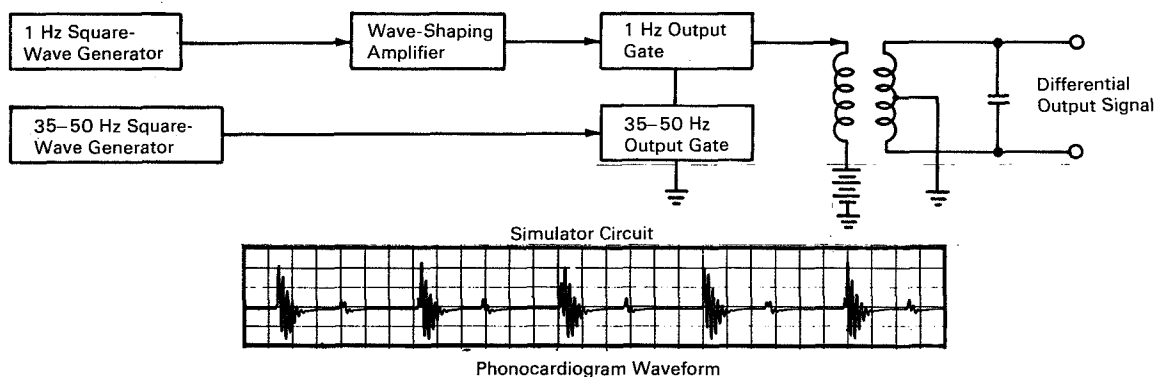 1 Hz Square-
Wave Generator
Wave-Shaping
Amplifier
1 Hz Output
Gate
35–50 Hz Square-
Wave Generator
35–50 Hz
Output Gate
Differential
Output Signal
Simulator Circuit
Phonocardiogram Waveform